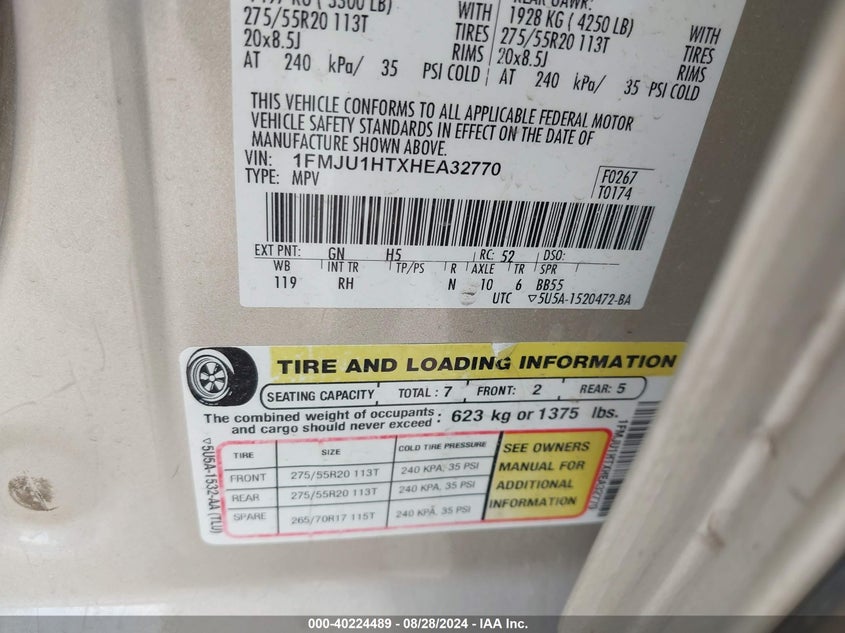 275/55R20 113T
20x8.5J
AT 240 kPa/ 35 PSI COLD
WITH
TIRES
RIMS
1928 KG ( 4250 LB)
275/55R20 113T
20x8.5J
AT 240 kPa/ 35 PSI COLD
WITH
TIRES
RIMS
THIS VEHICLE CONFORMS TO ALL APPLICABLE FEDERAL MOTOR
VEHICLE SAFETY STANDARDS IN EFFECT ON THE DATE OF
MANUFACTURE SHOWN ABOVE.
VIN: 1FMJU1HTXHEA32770
TYPE: MPV
F0267
T0174
EXT PNT: GN H5 RC: 52 DSO:
WB INT TR TP/PS R AXLE TR SPR
119 RH N 10 6 BB55
UTC ▽5U5A-1520472-BA
TIRE AND LOADING INFORMATION
SEATING CAPACITY TOTAL : 7 FRONT: 2 REAR: 5
The combined weight of occupants
and cargo should never exceed : 623 kg or 1375 lbs.
TIRE SIZE COLD TIRE PRESSURE
FRONT 275/55R20 113T 240 KPA, 35 PSI
REAR 275/55R20 113T 240 KPA, 35 PSI
SPARE 265/70R17 115T 240 KPA, 35 PSI
SEE OWNERS
MANUAL FOR
ADDITIONAL
INFORMATION
▽5U5A-1532-AA (TLU)
000-40224489 - 08/28/2024 - IAA Inc.